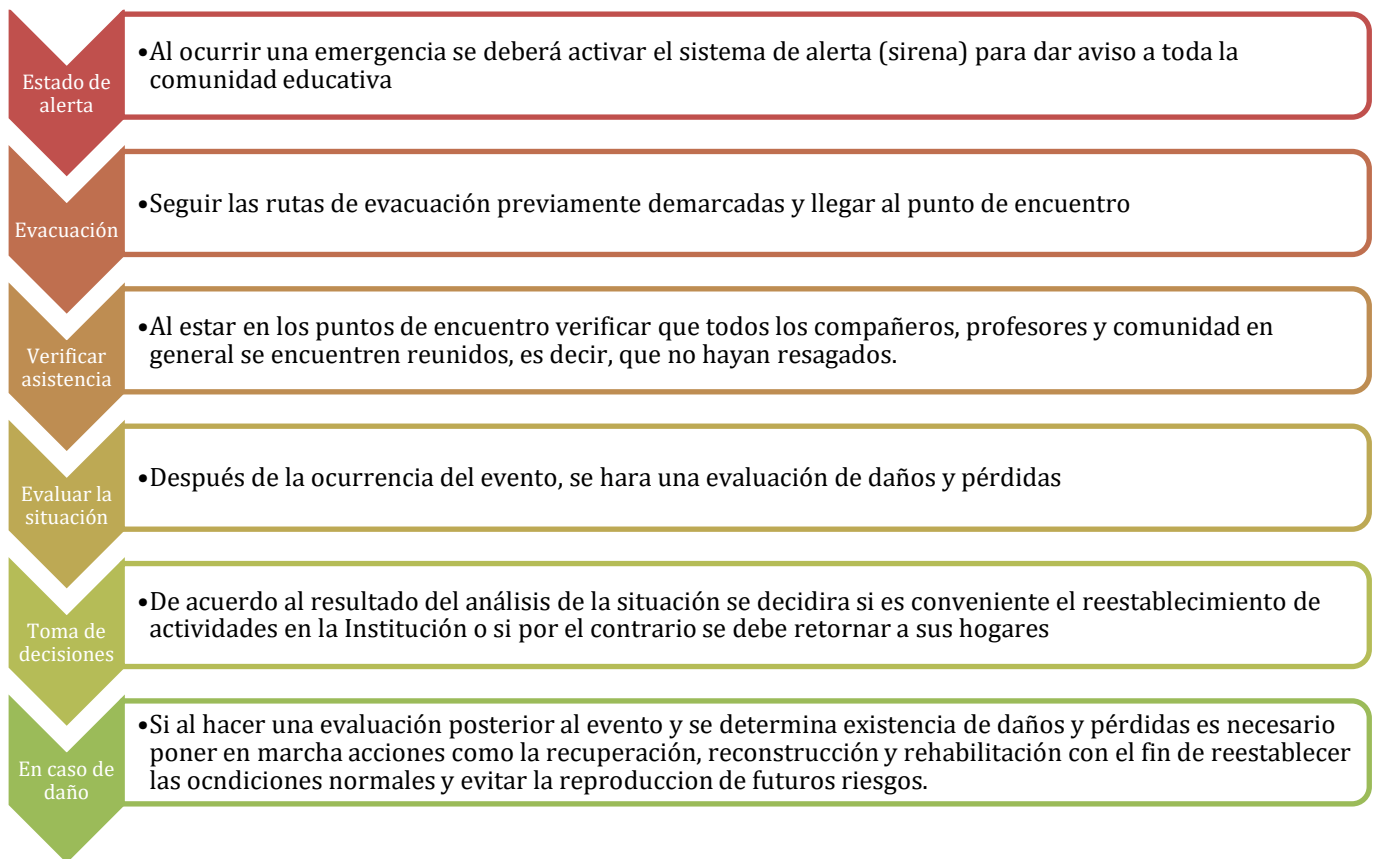 Estado de
alerta
•Al ocurrir una emergencia se deberá activar el sistema de alerta (sirena) para dar aviso a toda la
comunidad educativa
Evacuación
•Seguir las rutas de evacuación previamente demarcadas y llegar al punto de encuentro
Verificar
asistencia
•Al estar en los puntos de encuentro verificar que todos los compañeros, profesores y comunidad en
general se encuentren reunidos, es decir, que no hayan resagados.
Evaluar la
situación
•Después de la ocurrencia del evento, se hara una evaluación de daños y pérdidas
Toma de
decisiones
•De acuerdo al resultado del análisis de la situación se decidira si es conveniente el reestablecimiento de
actividades en la Institución o si por el contrario se debe retornar a sus hogares
En caso de
daño
•Si al hacer una evaluación posterior al evento y se determina existencia de daños y pérdidas es necesario
poner en marcha acciones como la recuperación, reconstrucción y rehabilitación con el fin de reestablecer
las ocndiciones normales y evitar la reproduccion de futuros riesgos.